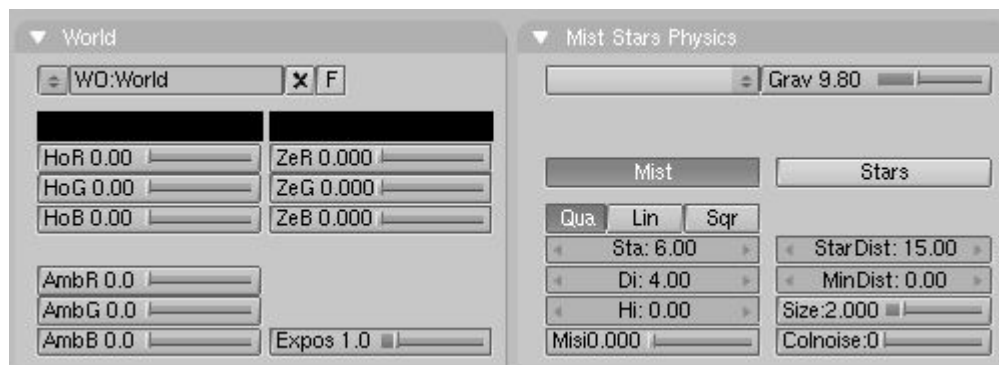 World
WO:World
F
HoR 0.00
ZeR 0.000
HoG 0.00
ZeG 0.000
HoB 0.00
ZeB 0.000
AmbR 0.0
AmbG 0.0
AmbB 0.0
Expos 1.0
Mist Stars Physics
Grav 9.80
Mist
Stars
Qua Lin Sqr
Sta: 6.00
StarDist: 15.00
Di: 4.00
MinDist: 0.00
Hi: 0.00
Size:2.000
Misi0.000
Colnoise:0